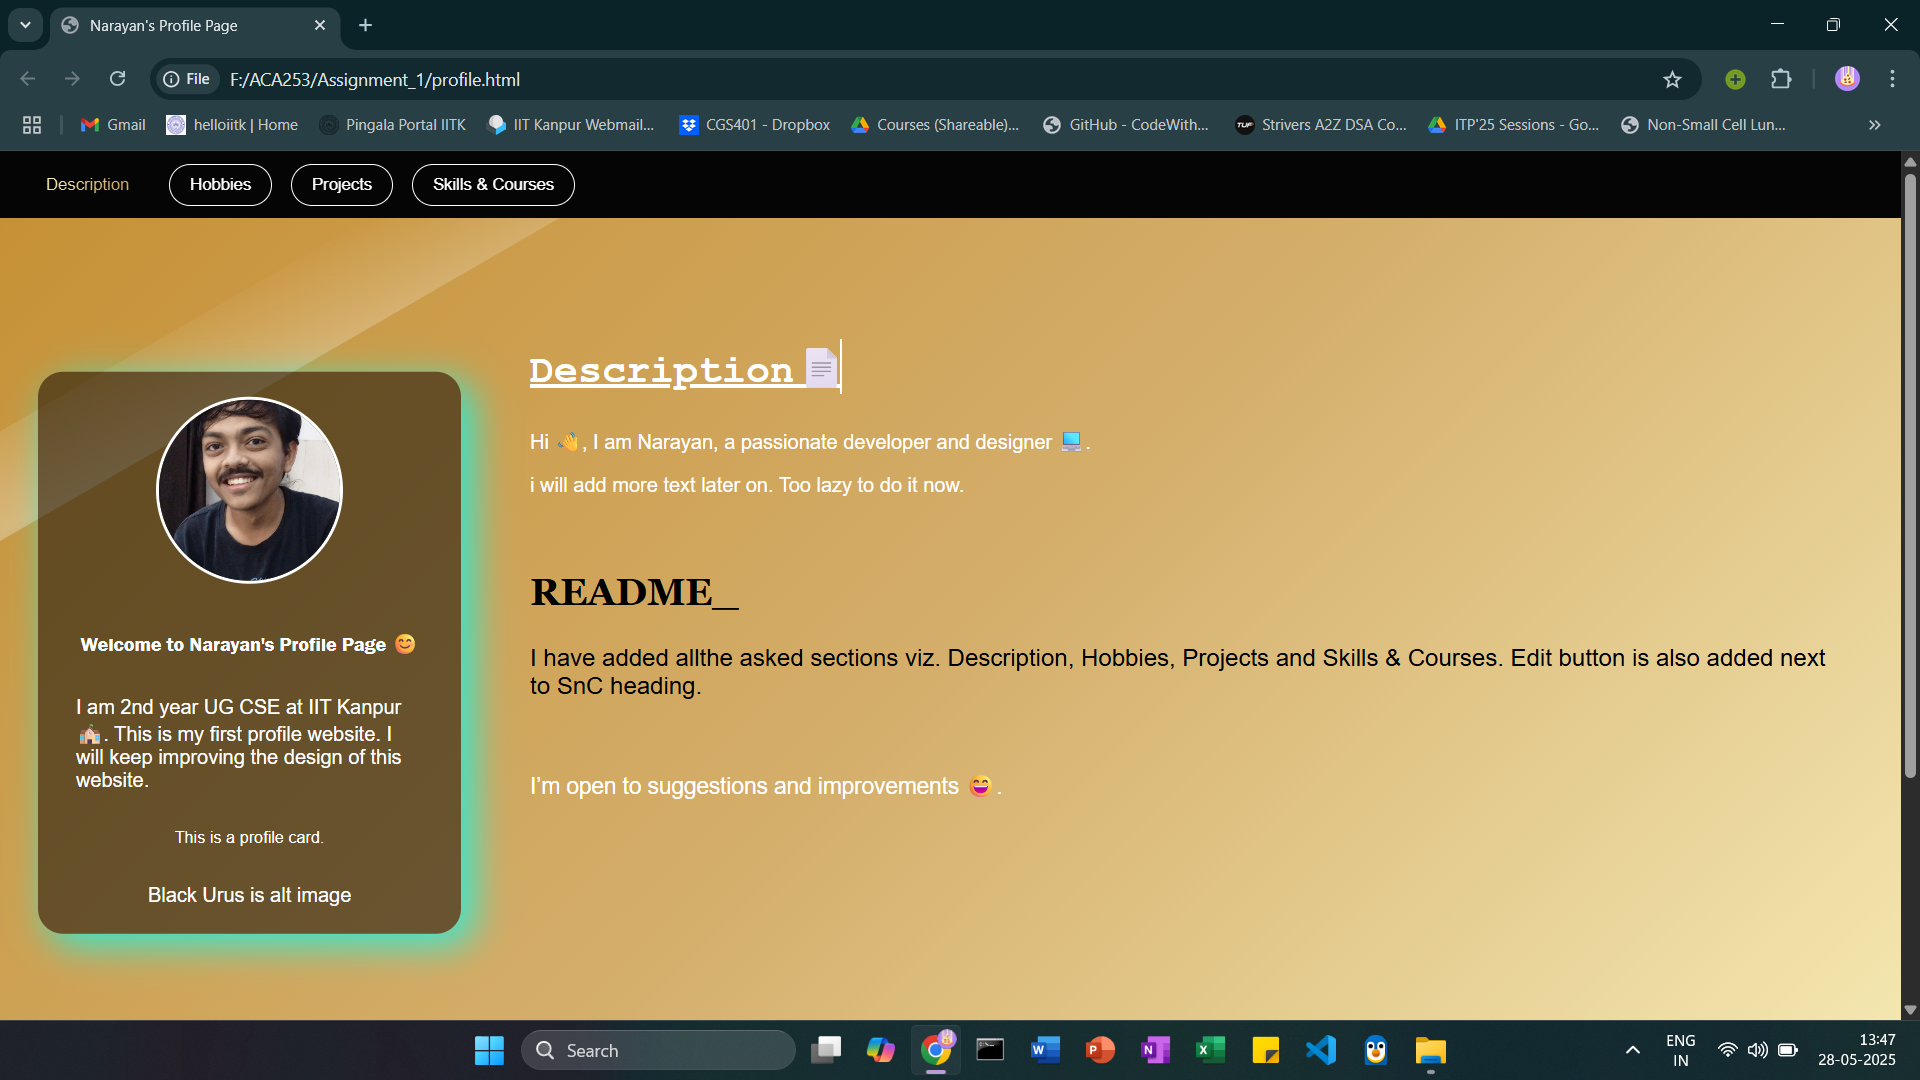 Narayan's Profile Page
File F:/ACA253/Assignment_1/profile.html
Gmail helloiitk | Home Pingala Portal IITK IIT Kanpur Webmail... CGS401 - Dropbox Courses (Shareable)... GitHub - CodeWith... TUF Strivers A2Z DSA Co... ITP'25 Sessions - Go... Non-Small Cell Lun... »
Description Hobbies Projects Skills & Courses
Description 📄
Hi 👋, I am Narayan, a passionate developer and designer 💻.
i will add more text later on. Too lazy to do it now.
README_
I have added allthe asked sections viz. Description, Hobbies, Projects and Skills & Courses. Edit button is also added next
to SnC heading.
I’m open to suggestions and improvements 😄.
Welcome to Narayan's Profile Page 😊
I am 2nd year UG CSE at IIT Kanpur
🏫. This is my first profile website. I
will keep improving the design of this
website.
This is a profile card.
Black Urus is alt image
Search
ENG
IN
13:47
28-05-2025